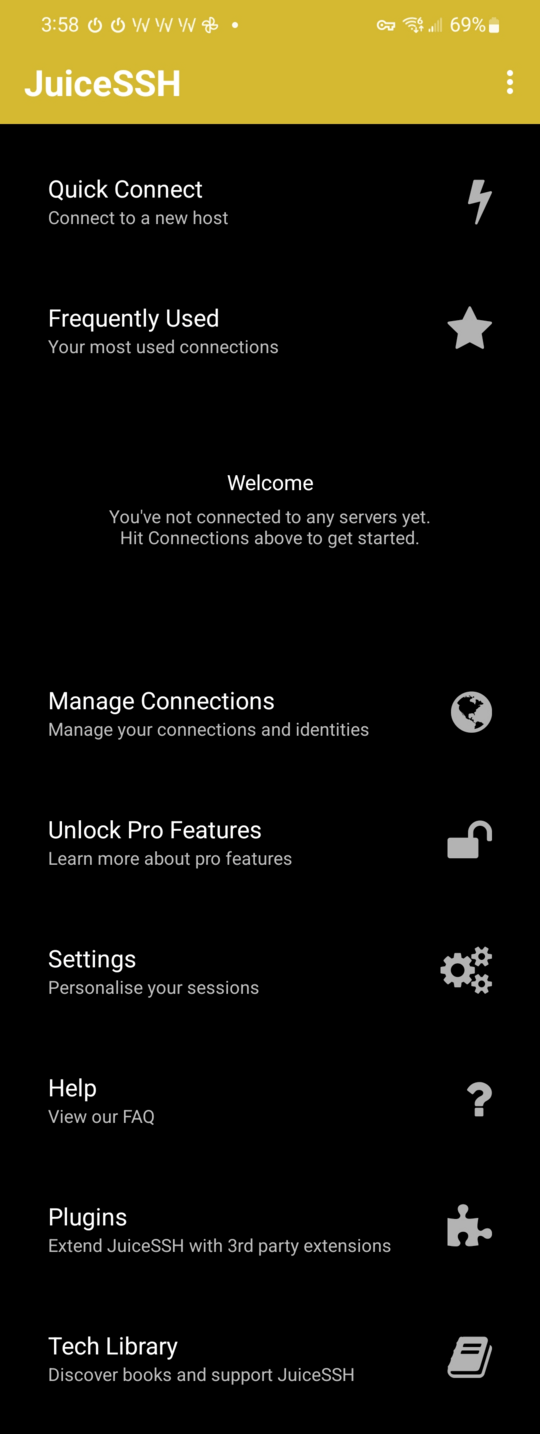 3:58
69%
JuiceSSH
Quick Connect
Connect to a new host
Frequently Used
Your most used connections
Welcome
You've not connected to any servers yet.
Hit Connections above to get started.
Manage Connections
Manage your connections and identities
Unlock Pro Features
Learn more about pro features
Settings
Personalise your sessions
Help
View our FAQ
Plugins
Extend JuiceSSH with 3rd party extensions
Tech Library
Discover books and support JuiceSSH